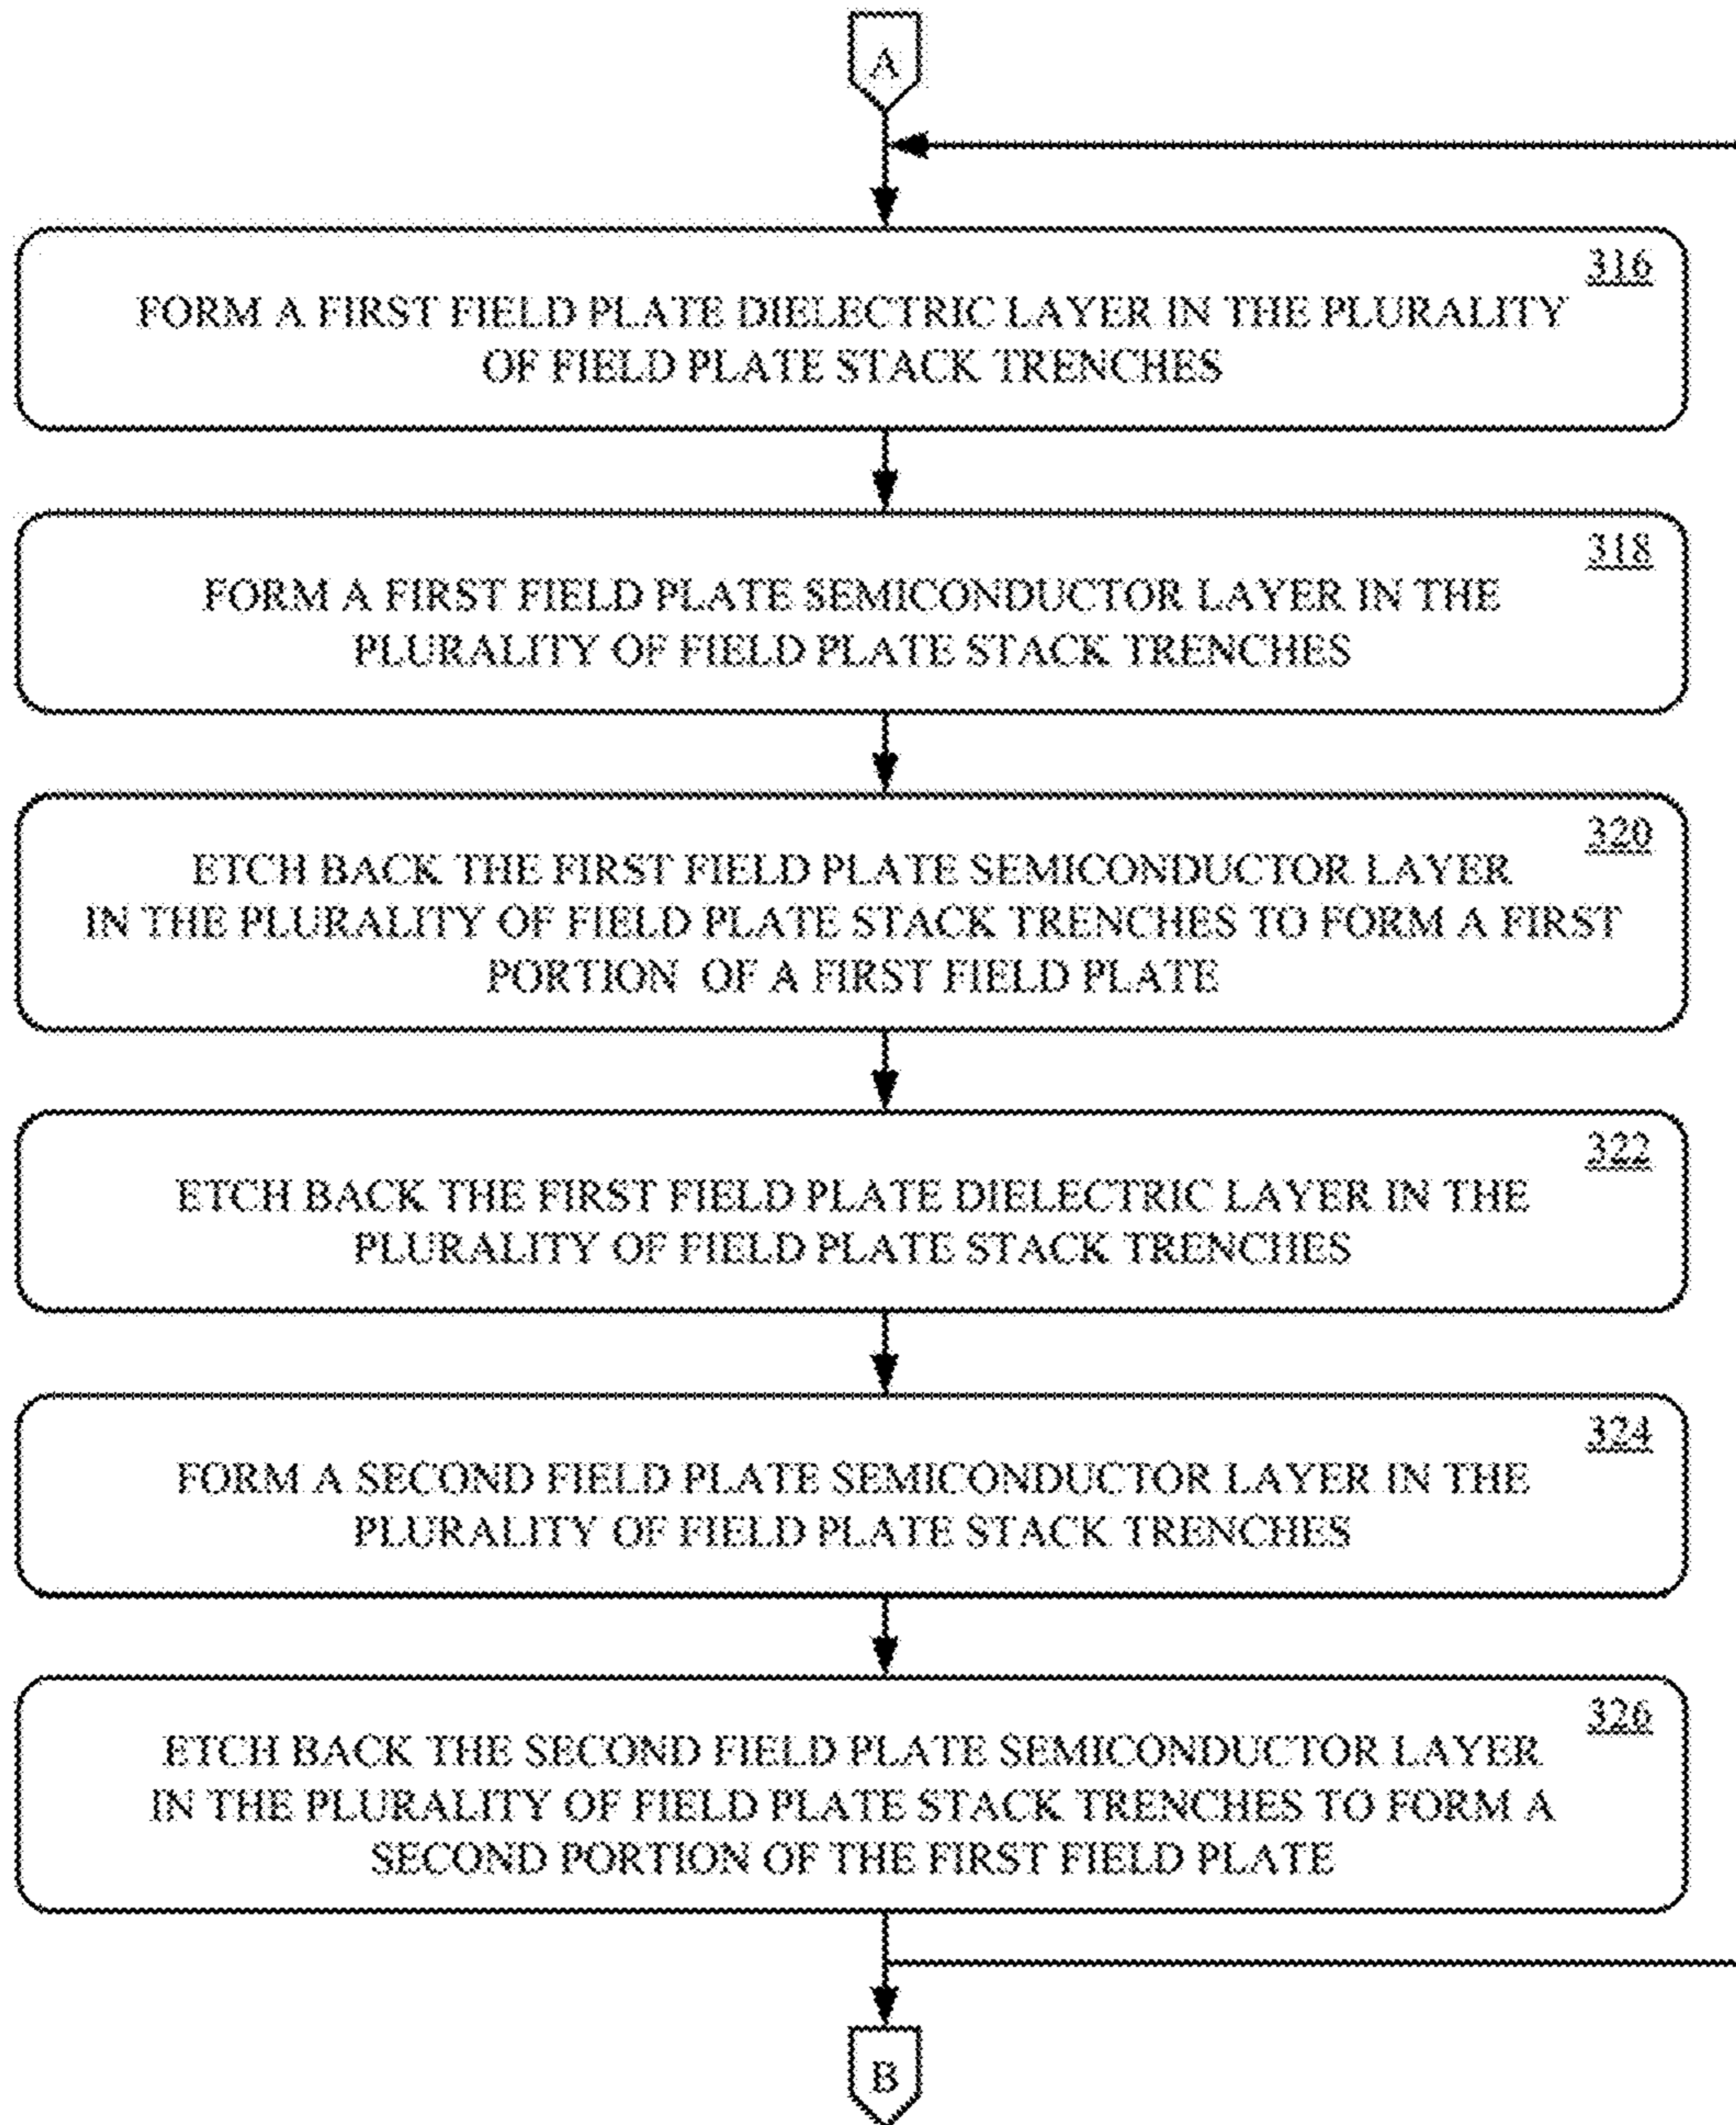 A
316
FORM A FIRST FIELD PLATE DIELECTRIC LAYER IN THE PLURALITY
OF FIELD PLATE STACK TRENCHES
318
FORM A FIRST FIELD PLATE SEMICONDUCTOR LAYER IN THE
PLURALITY OF FIELD PLATE STACK TRENCHES
320
ETCH BACK THE FIRST FIELD PLATE SEMICONDUCTOR LAYER
IN THE PLURALITY OF FIELD PLATE STACK TRENCHES TO FORM A FIRST
PORTION OF A FIRST FIELD PLATE
322
ETCH BACK THE FIRST FIELD PLATE DIELECTRIC LAYER IN THE
PLURALITY OF FIELD PLATE STACK TRENCHES
324
FORM A SECOND FIELD PLATE SEMICONDUCTOR LAYER IN THE
PLURALITY OF FIELD PLATE STACK TRENCHES
326
ETCH BACK THE SECOND FIELD PLATE SEMICONDUCTOR LAYER
IN THE PLURALITY OF FIELD PLATE STACK TRENCHES TO FORM A
SECOND PORTION OF THE FIRST FIELD PLATE
B